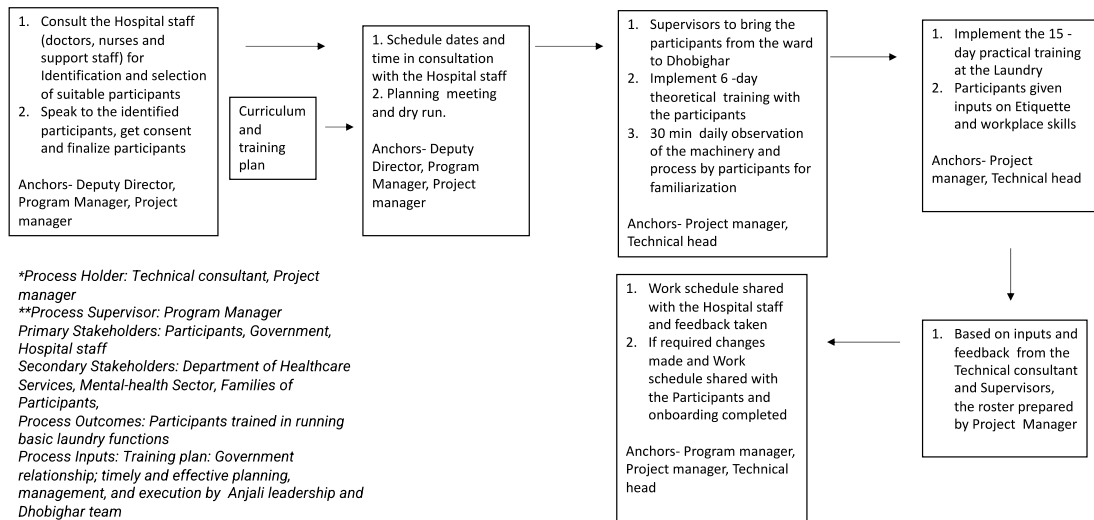 1. Consult the Hospital staff
(doctors, nurses and
support staff) for
Identification and selection
of suitable participants
2. Speak to the identified
participants, get consent
and finalize participants
Anchors- Deputy Director,
Program Manager, Project
manager
Curriculum
and
training
plan
1. Schedule dates and
time in consultation
with the Hospital staff
2. Planning meeting
and dry run.
Anchors- Deputy
Director, Program
Manager, Project
manager
1. Supervisors to bring the
participants from the ward
to Dhobighar
2. Implement 6 -day
theoretical training with
the participants
3. 30 min daily observation
of the machinery and
process by participants for
familiarization
Anchors- Project manager,
Technical head
1. Implement the 15 -
day practical training
at the Laundry
2. Participants given
inputs on Etiquette
and workplace skills
Anchors- Project
manager, Technical head
1. Based on inputs and
feedback from the
Technical consultant
and Supervisors,
the roster prepared
by Project Manager
1. Work schedule shared
with the Hospital staff
and feedback taken
2. If required changes
made and Work
schedule shared with
the Participants and
onboarding completed
Anchors- Program manager,
Project manager, Technical
head
*Process Holder: Technical consultant, Project
manager
**Process Supervisor: Program Manager
Primary Stakeholders: Participants, Government,
Hospital staff
Secondary Stakeholders: Department of Healthcare
Services, Mental-health Sector, Families of
Participants,
Process Outcomes: Participants trained in running
basic laundry functions
Process Inputs: Training plan: Government
relationship; timely and effective planning,
management, and execution by Anjali leadership and
Dhobighar team